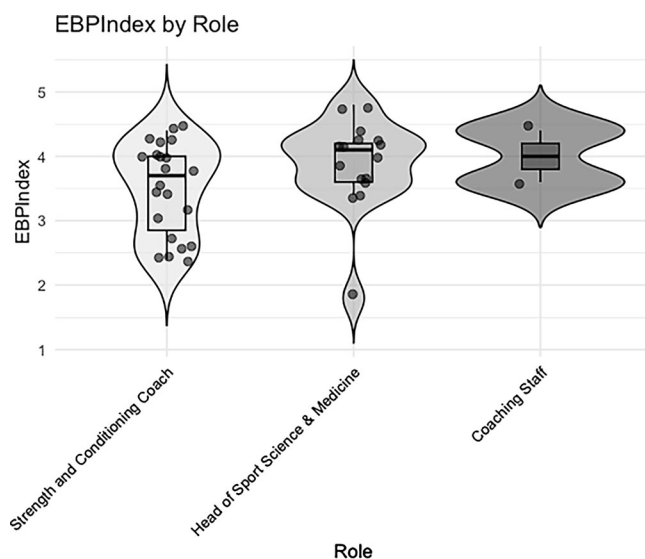 EBPIndex by Role
EBPIndex
5
4
3
2
1
Strength and Conditioning Coach
Head of Sport Science & Medicine
Coaching Staff
Role